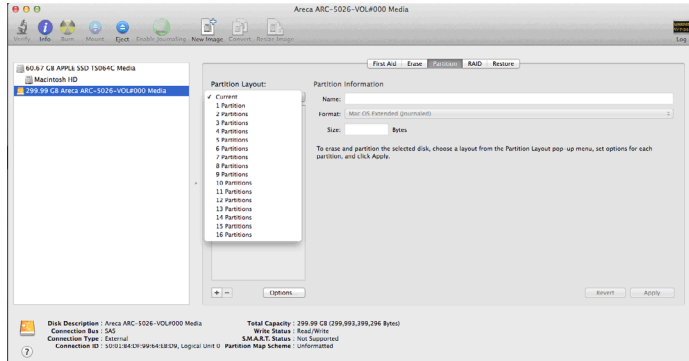 Areca ARC-5026-VOL#000 Media
Verify Info Burn Mount Eject Enable Journaling New Image Convert Resize Image Log
60.67 GB APPLE SSD TS064C Media
Macintosh HD
299.99 GB Areca ARC-5026-VOL#000 Media
First Aid Erase Partition RAID Restore
Partition Layout:
✓ Current
1 Partition
2 Partitions
3 Partitions
4 Partitions
5 Partitions
6 Partitions
7 Partitions
8 Partitions
9 Partitions
10 Partitions
11 Partitions
12 Partitions
13 Partitions
14 Partitions
15 Partitions
16 Partitions
+ − Options...
Partition Information
Name:
Format: Mac OS Extended (Journaled)
Size: Bytes
To erase and partition the selected disk, choose a layout from the Partition Layout pop-up menu, set options for each
partition, and click Apply.
Revert Apply
Disk Description : Areca ARC-5026-VOL#000 Media
Connection Bus : SAS
Connection Type : External
Connection ID : Logical Unit 0
Total Capacity : 299.99 GB (299,993,399,296 Bytes)
Write Status : Read/Write
S.M.A.R.T. Status : Not Supported
Partition Map Scheme : Unformatted
?